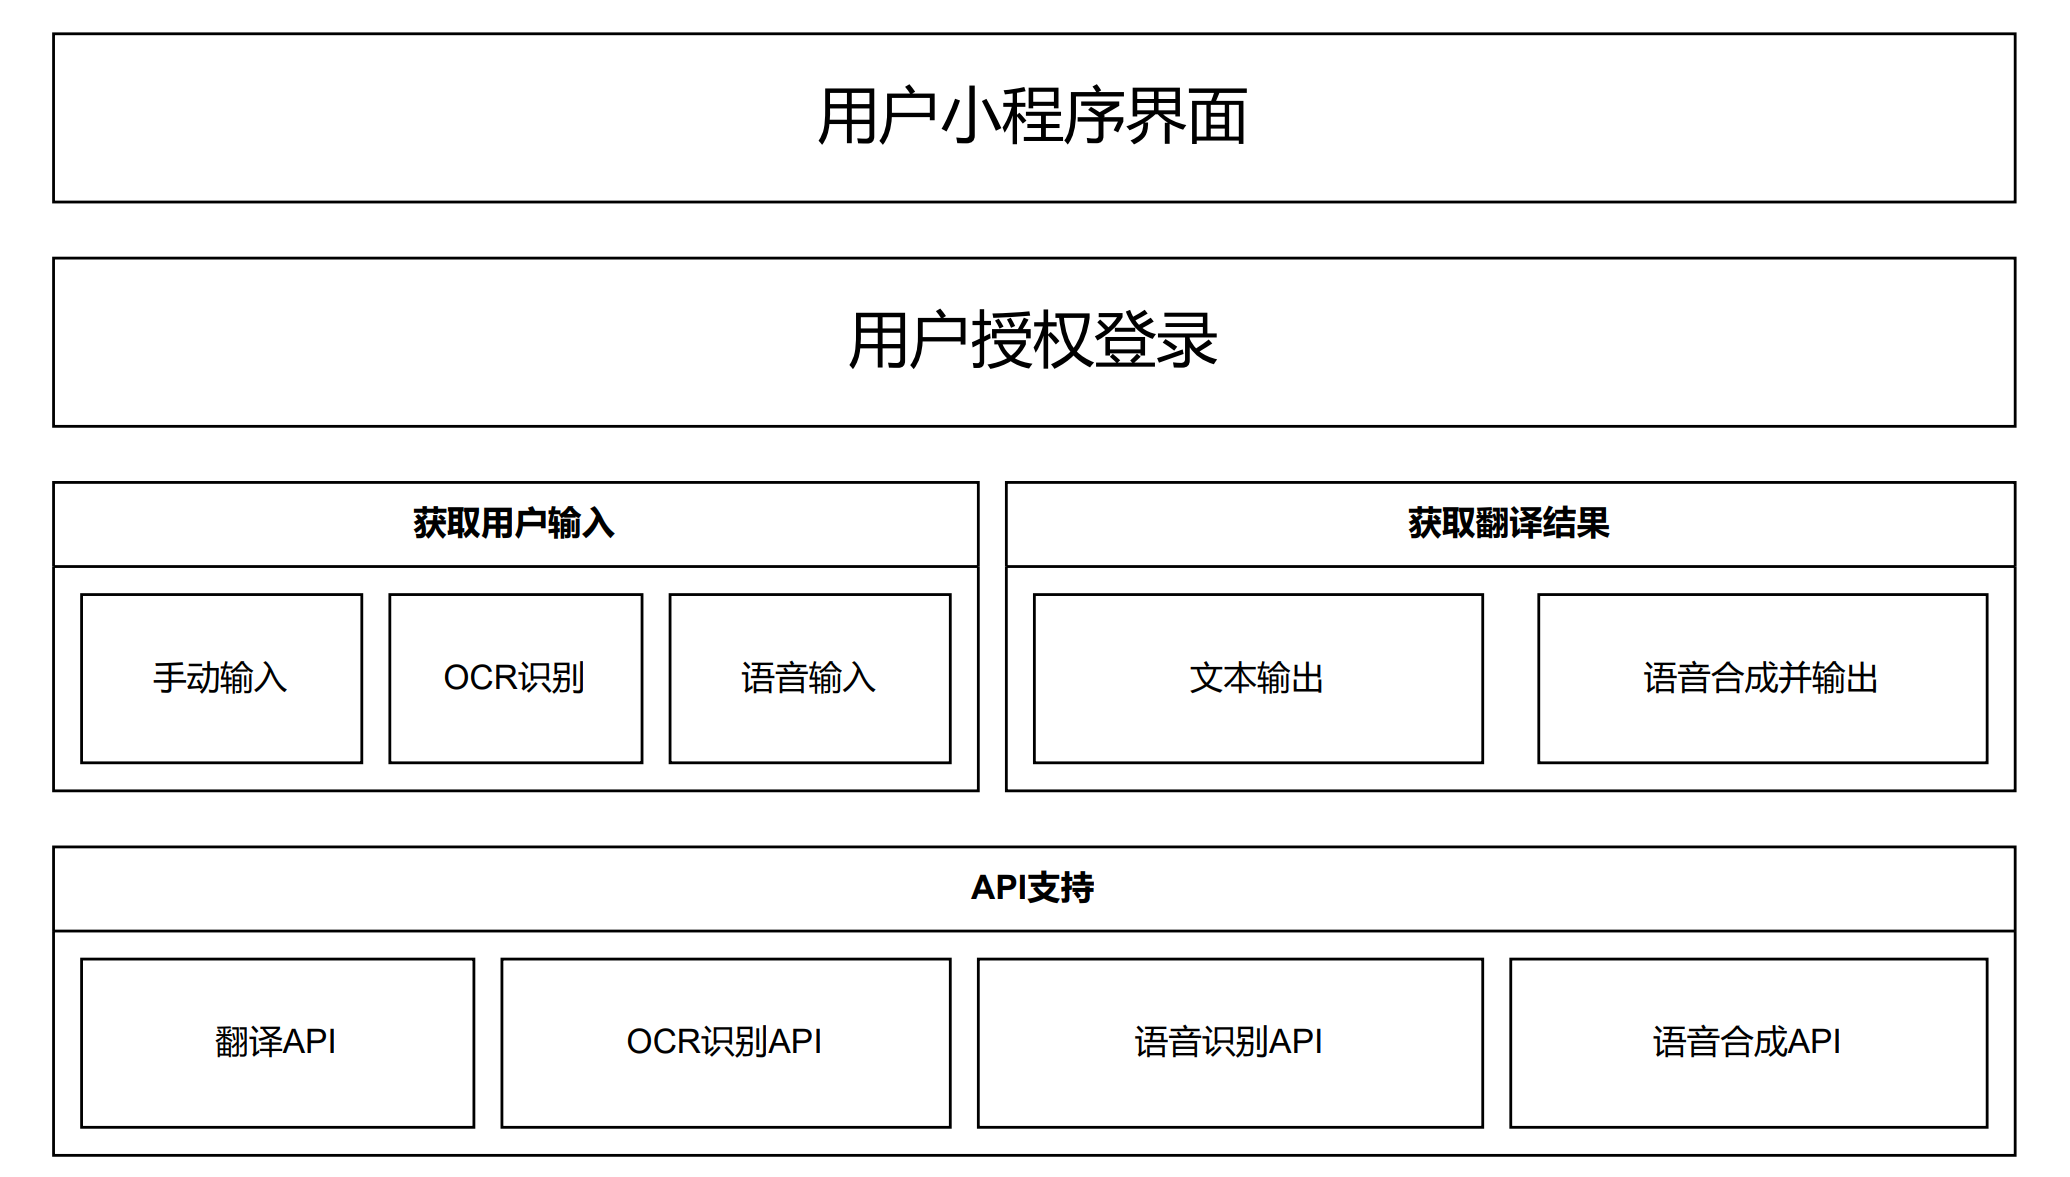 用户小程序界面
用户授权登录
获取用户输入
手动输入
OCR识别
语音输入
获取翻译结果
文本输出
语音合成并输出
API支持
翻译API
OCR识别API
语音识别API
语音合成API